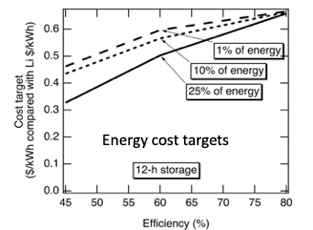 Cost target
($/kWh compared with Li $/kWh)
0.6
0.5
0.4
0.3
0.2
0.1
0.0
1% of energy
10% of energy
25% of energy
Energy cost targets
12-h storage
45 50 55 60 65 70 75 80
Efficiency (%)